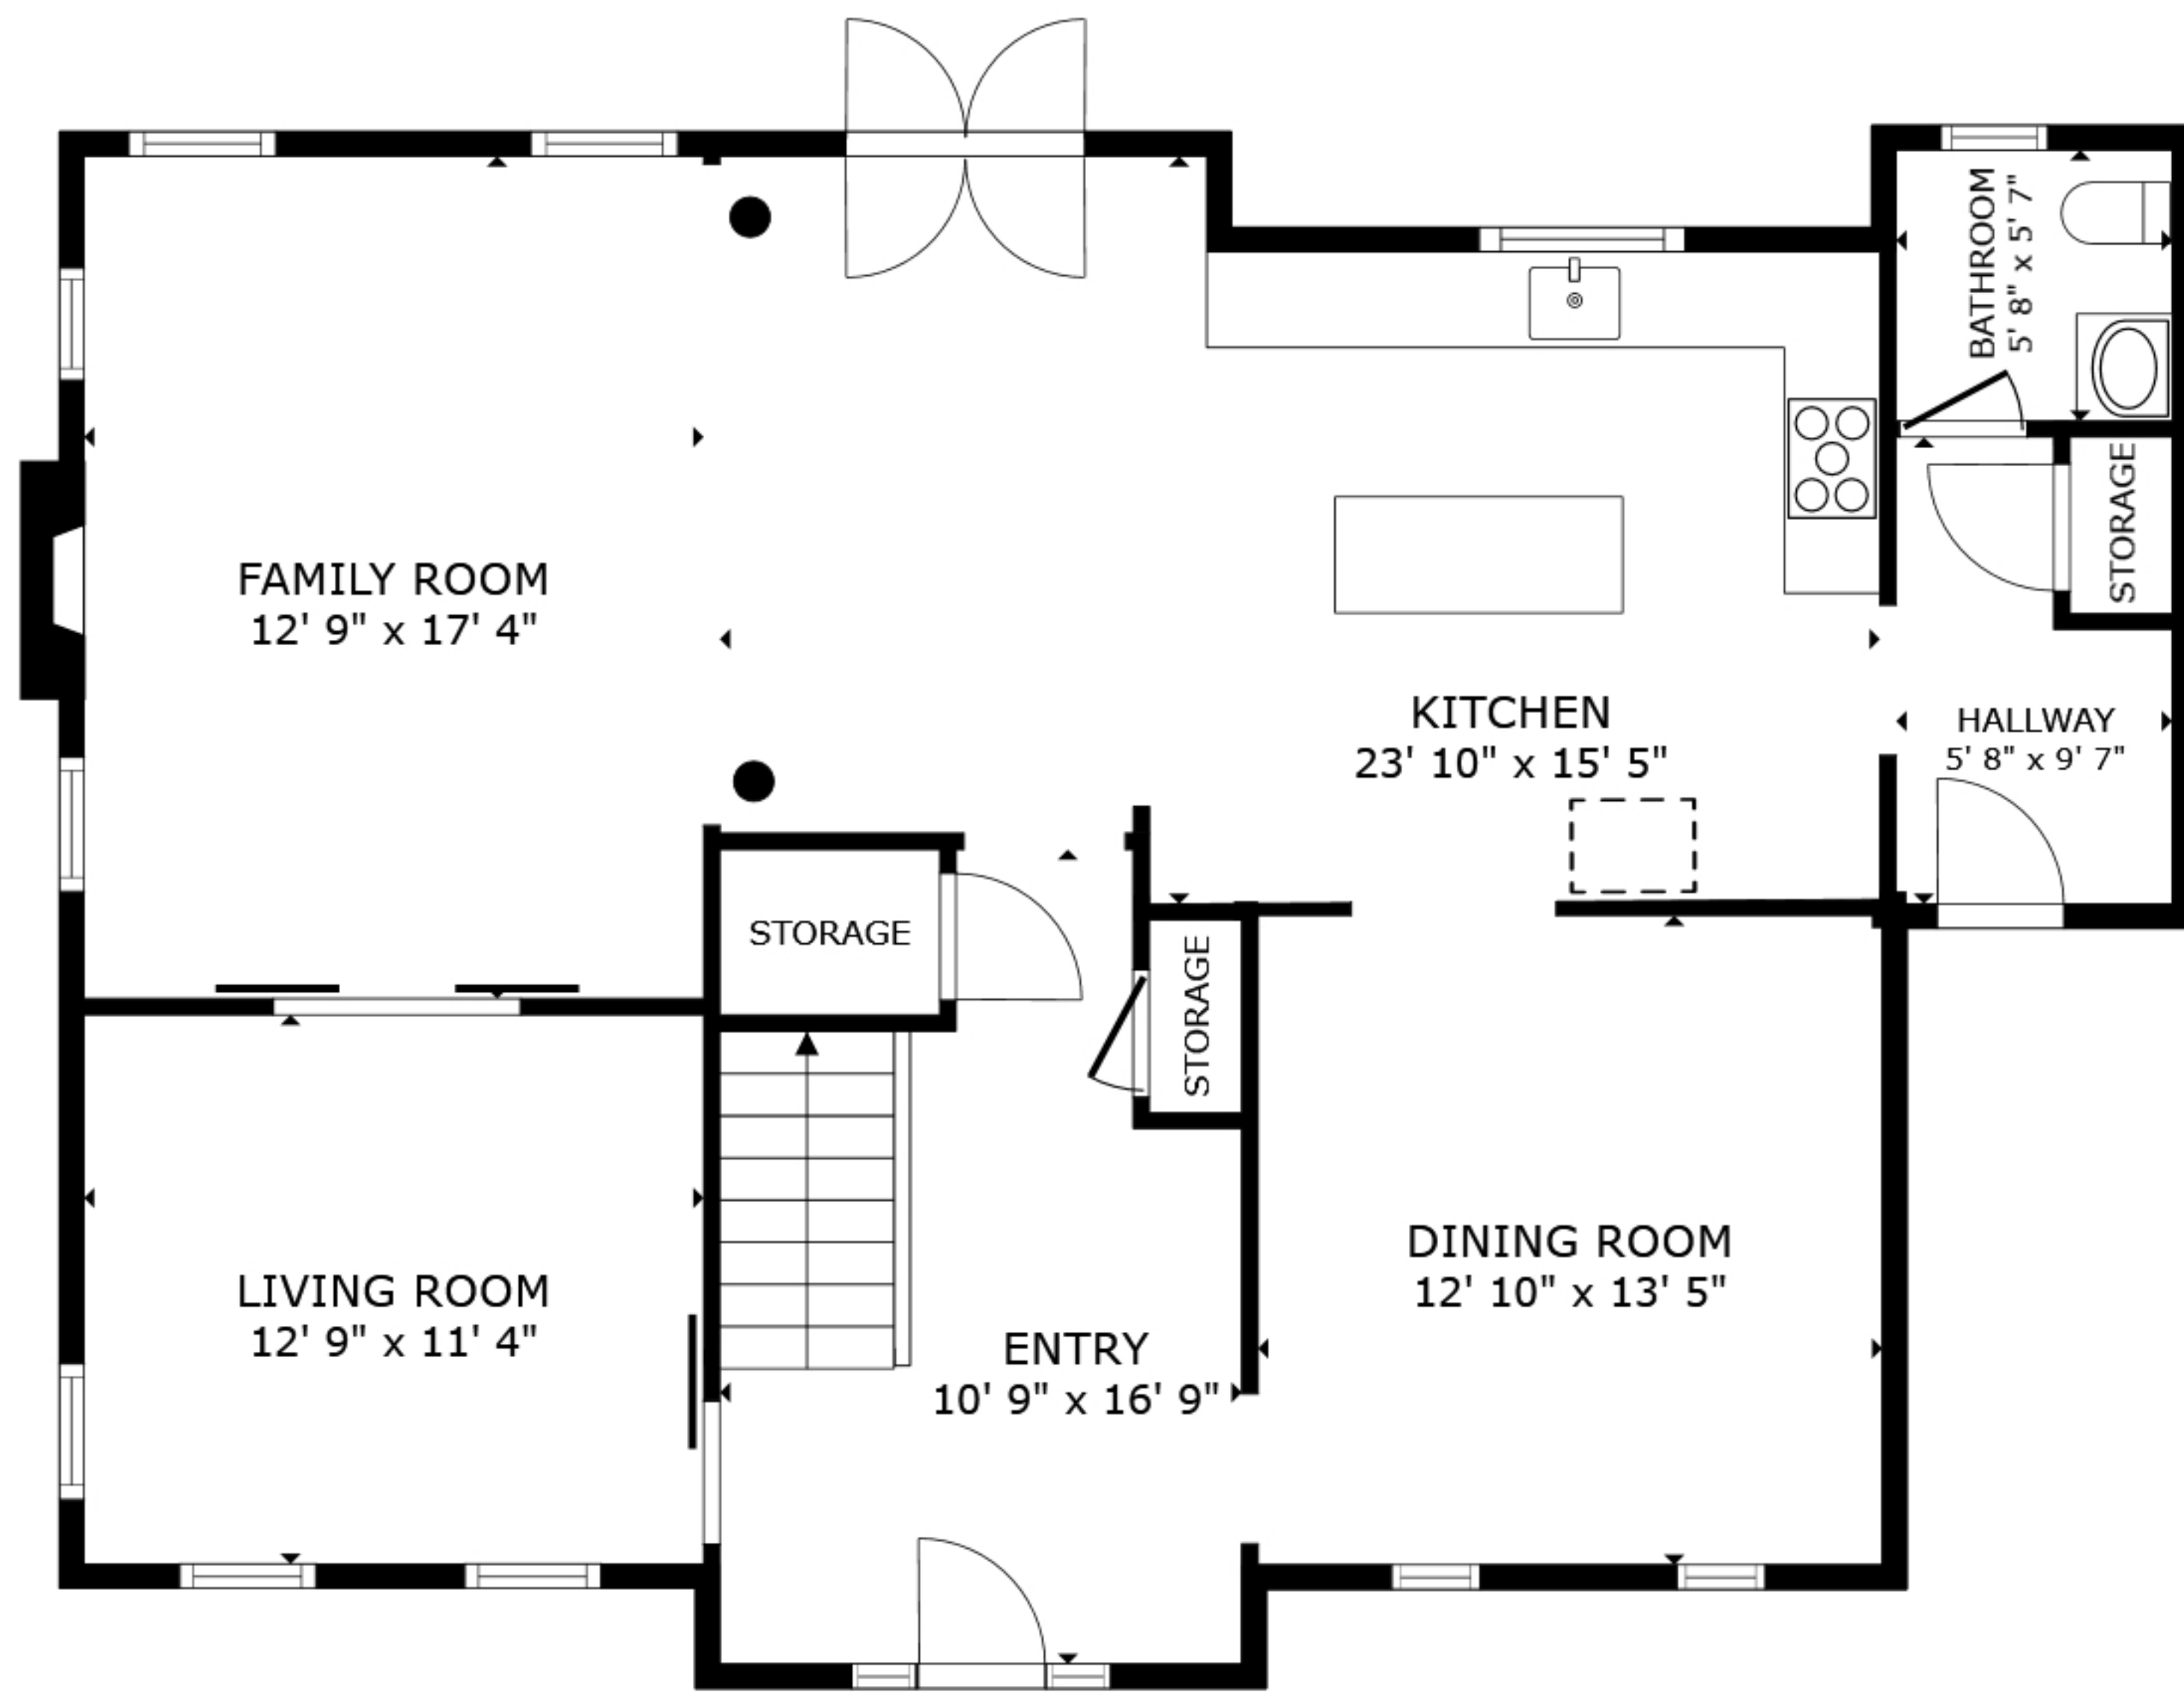 BATHROOM
5' 8" x 5' 7"
STORAGE
FAMILY ROOM
12' 9" x 17' 4"
KITCHEN
23' 10" x 15' 5"
HALLWAY
5' 8" x 9' 7"
STORAGE
STORAGE
LIVING ROOM
12' 9" x 11' 4"
ENTRY
10' 9" x 16' 9"
DINING ROOM
12' 10" x 13' 5"